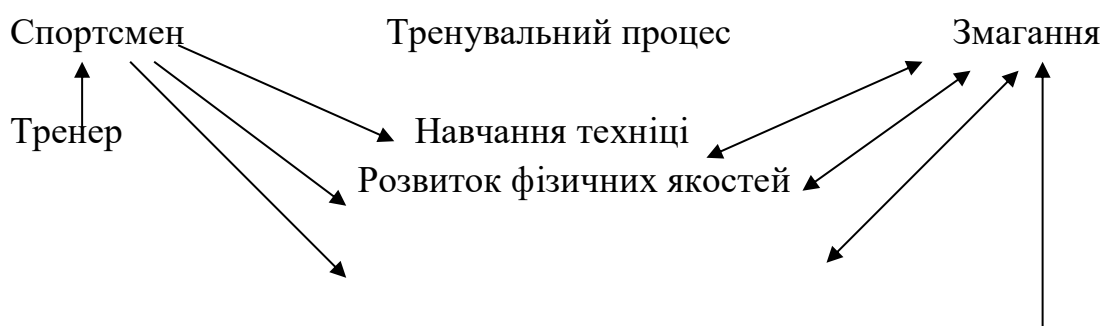 Спортсмен Тренувальний процес Змагання
Тренер Навчання техніці
Розвиток фізичних якостей